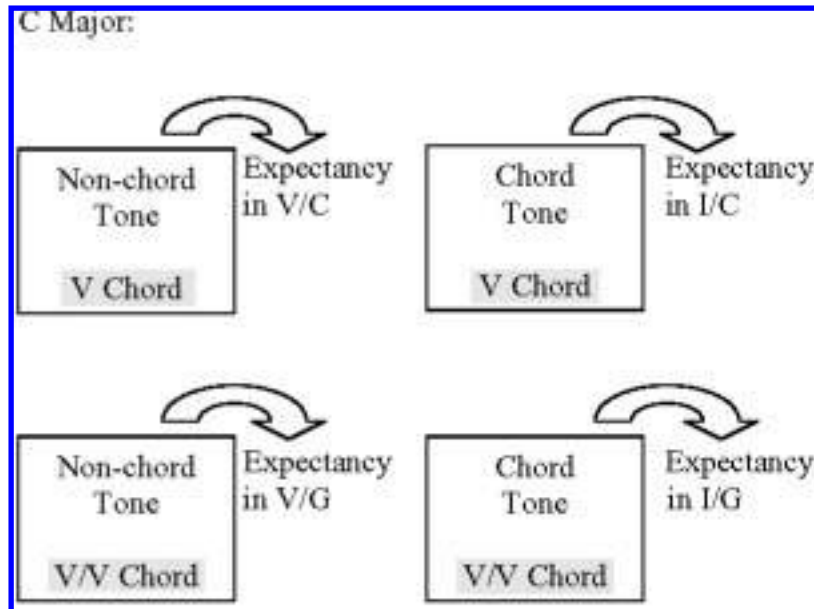 C Major:
Non-chord
Tone
V Chord
Expectancy
in V/C
Chord
Tone
V Chord
Expectancy
in I/C
Non-chord
Tone
V/V Chord
Expectancy
in V/G
Chord
Tone
V/V Chord
Expectancy
in I/G